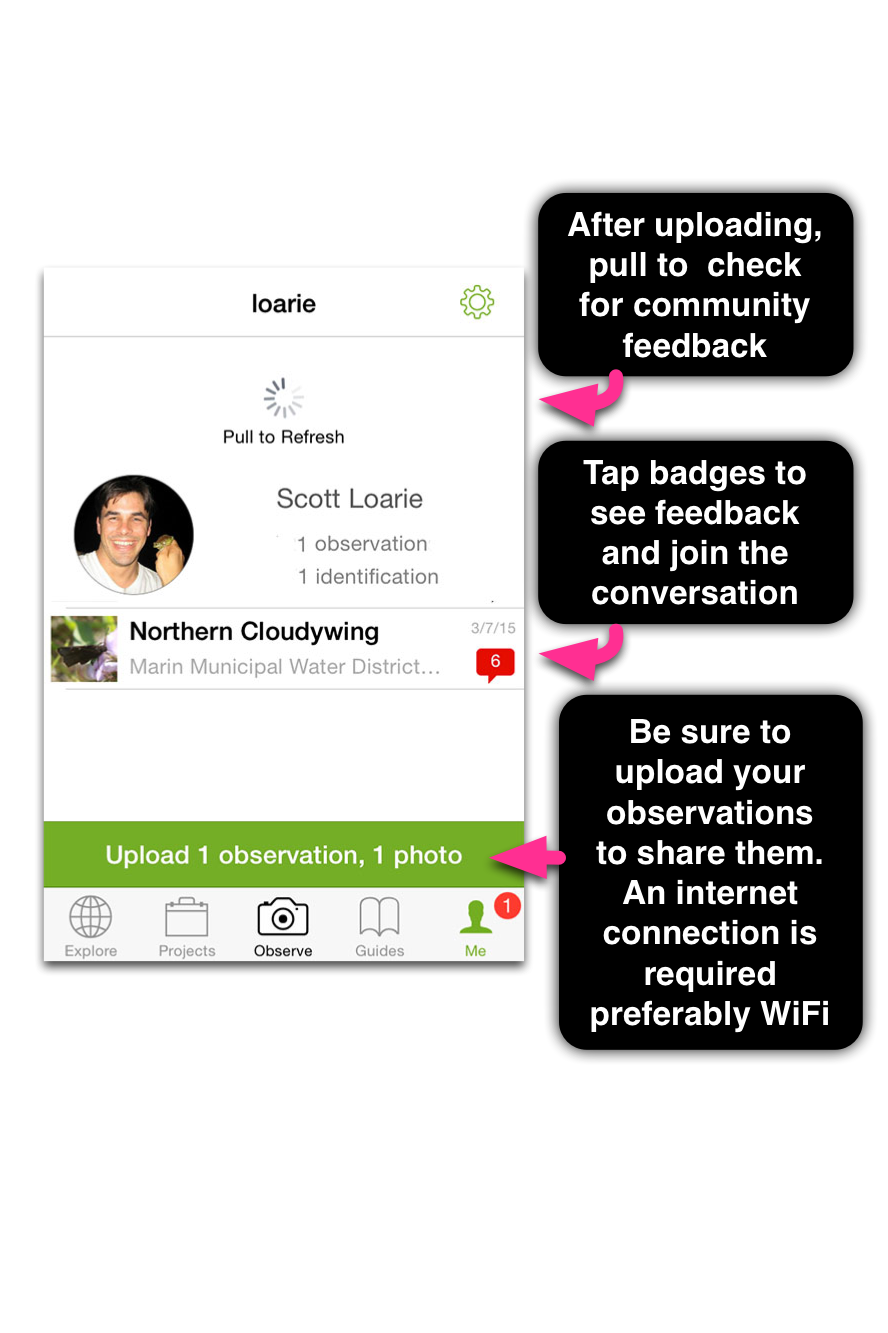 After uploading,
pull to check
for community
feedback
loarie
Pull to Refresh
Tap badges to
see feedback
and join the
conversation
Scott Loarie
1 observation
1 identification
Northern Cloudywing
3/7/15
Marin Municipal Water District...
6
Be sure to
upload your
observations
to share them.
An internet
connection is
required
preferably WiFi
Upload 1 observation, 1 photo
1
Explore
Projects
Observe
Guides
Me